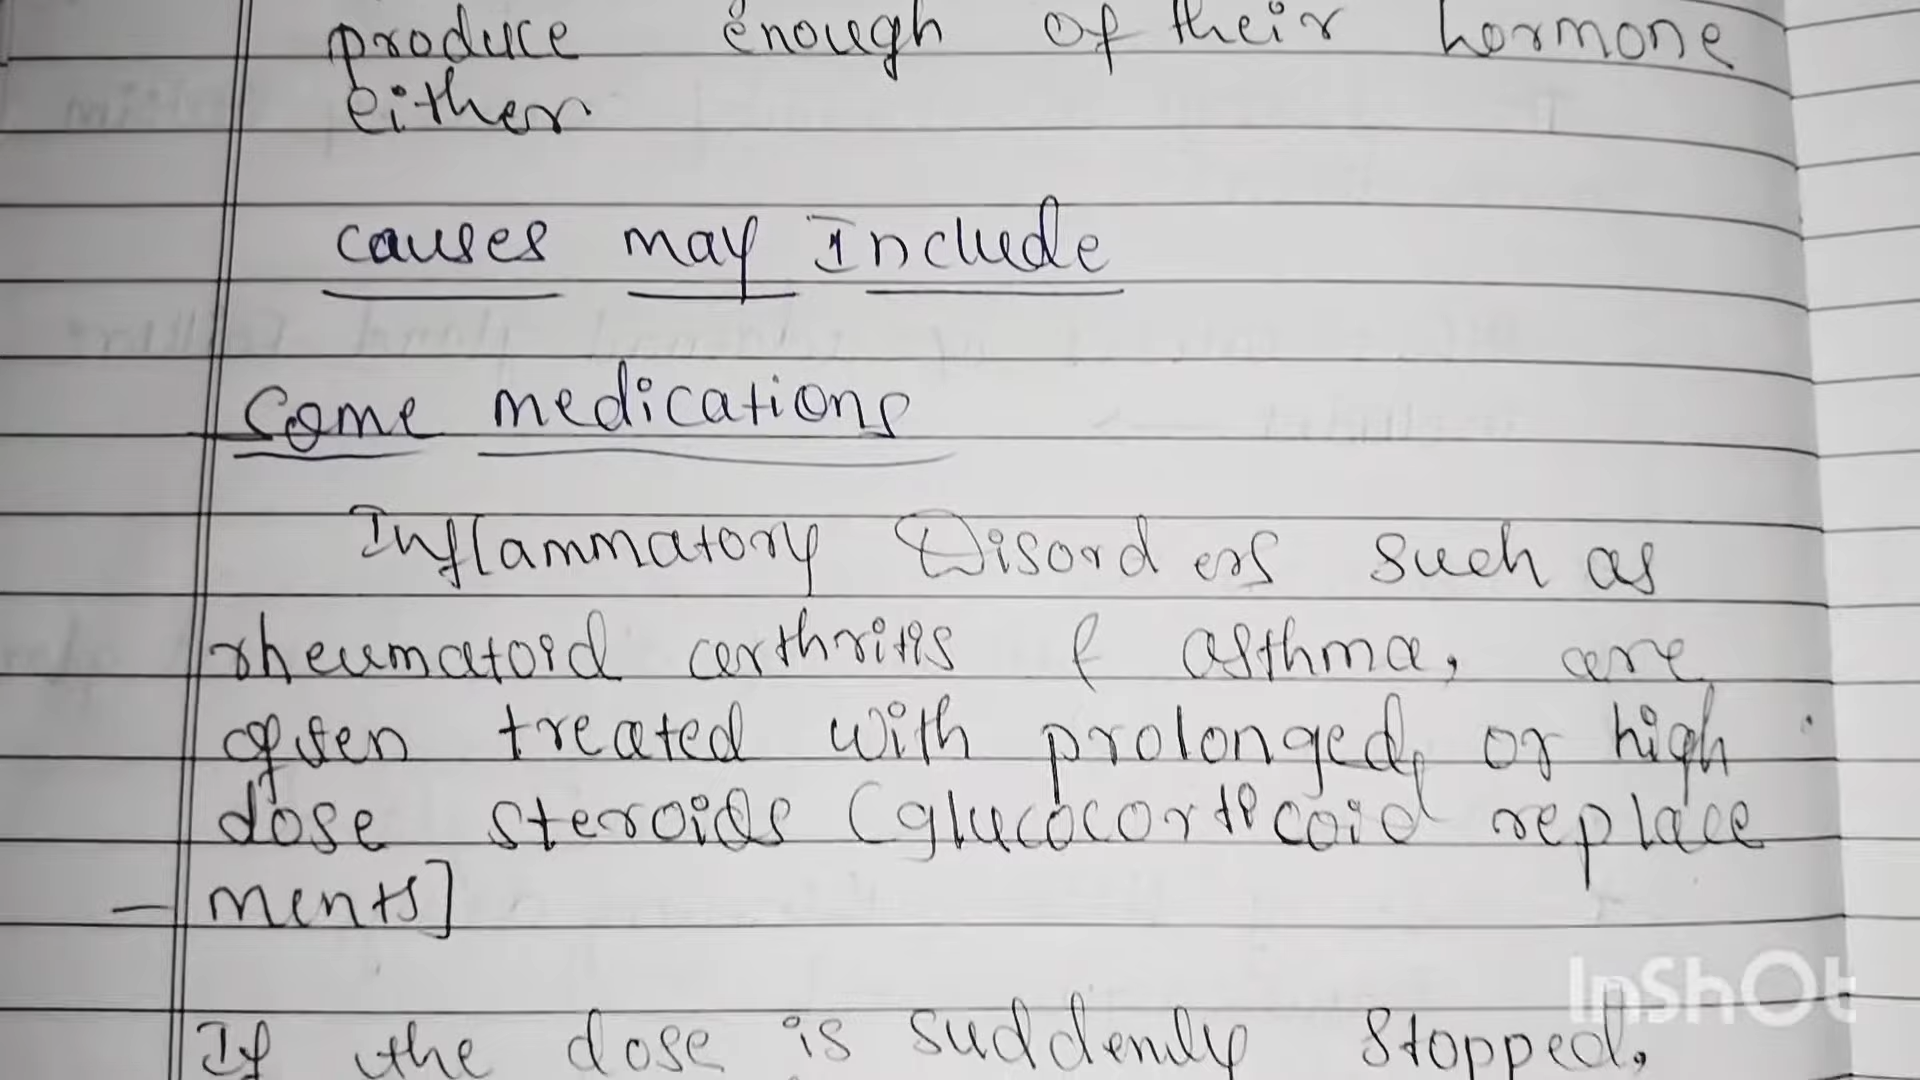 produce enough of their hormone
either
causes may Include
Some medications
Inflammatory Disorders such as
rheumatoid arthritis & asthma, are
often treated with prolonged, or high
dose steroids (glucocorticoid replace
- ments]
If the dose is suddenly stopped,
InShOt